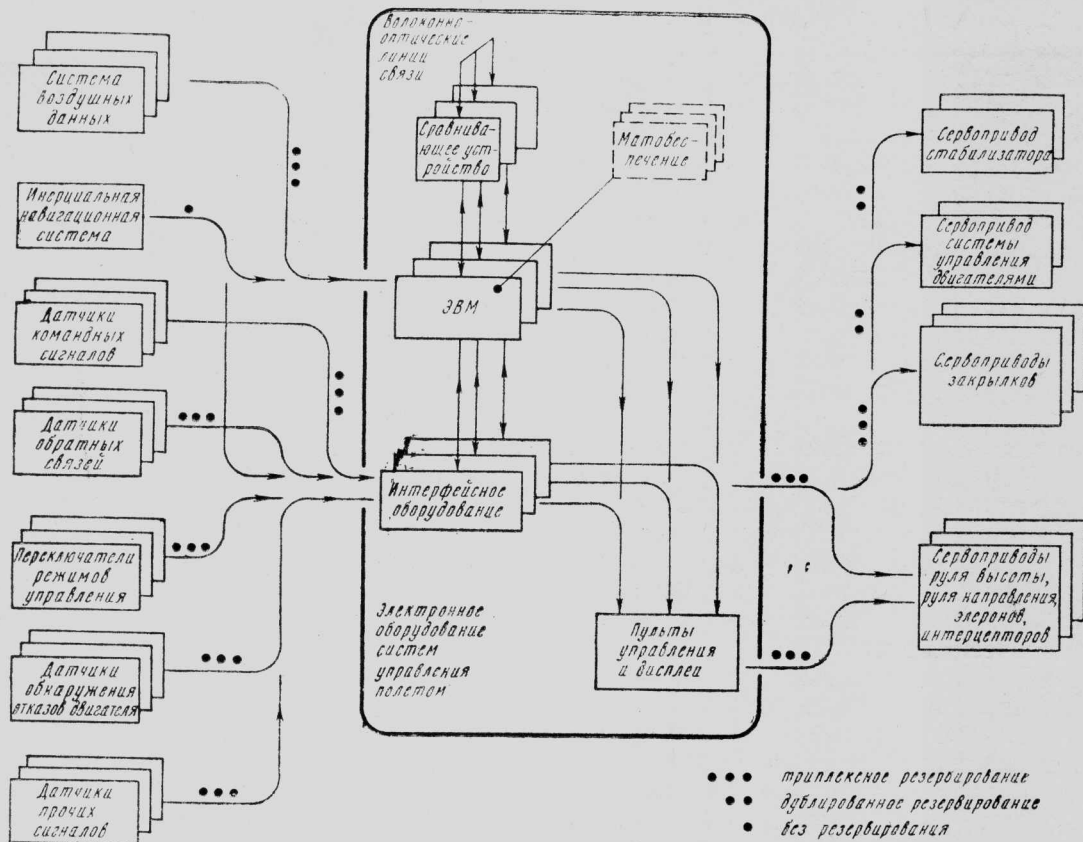 Система
воздушных
данных
Инерциальная
навигационная
система
Датчики
командных
сигналов
Датчики
обратных
связей
Переключатели
режимов
управления
Датчики
обнаружения
отказов двигателя
Датчики
прочих
сигналов
Волоконно-
оптические
линии
связи
Сравнива-
ющее уст-
ройство
Матобес-
печение
ЭВМ
Интерфейсное
оборудование
Электронное
оборудование
систем
управления
полетом
Пульты
управления
и дисплеи
Сервопривод
стабилизатора
Сервопривод
системы
управления
двигателями
Сервоприводы
закрылков
Сервоприводы
руля высоты,
руля направления,
элеронов,
интерцепторов
триплексное резервирование
дублированное резервирование
без резервирования